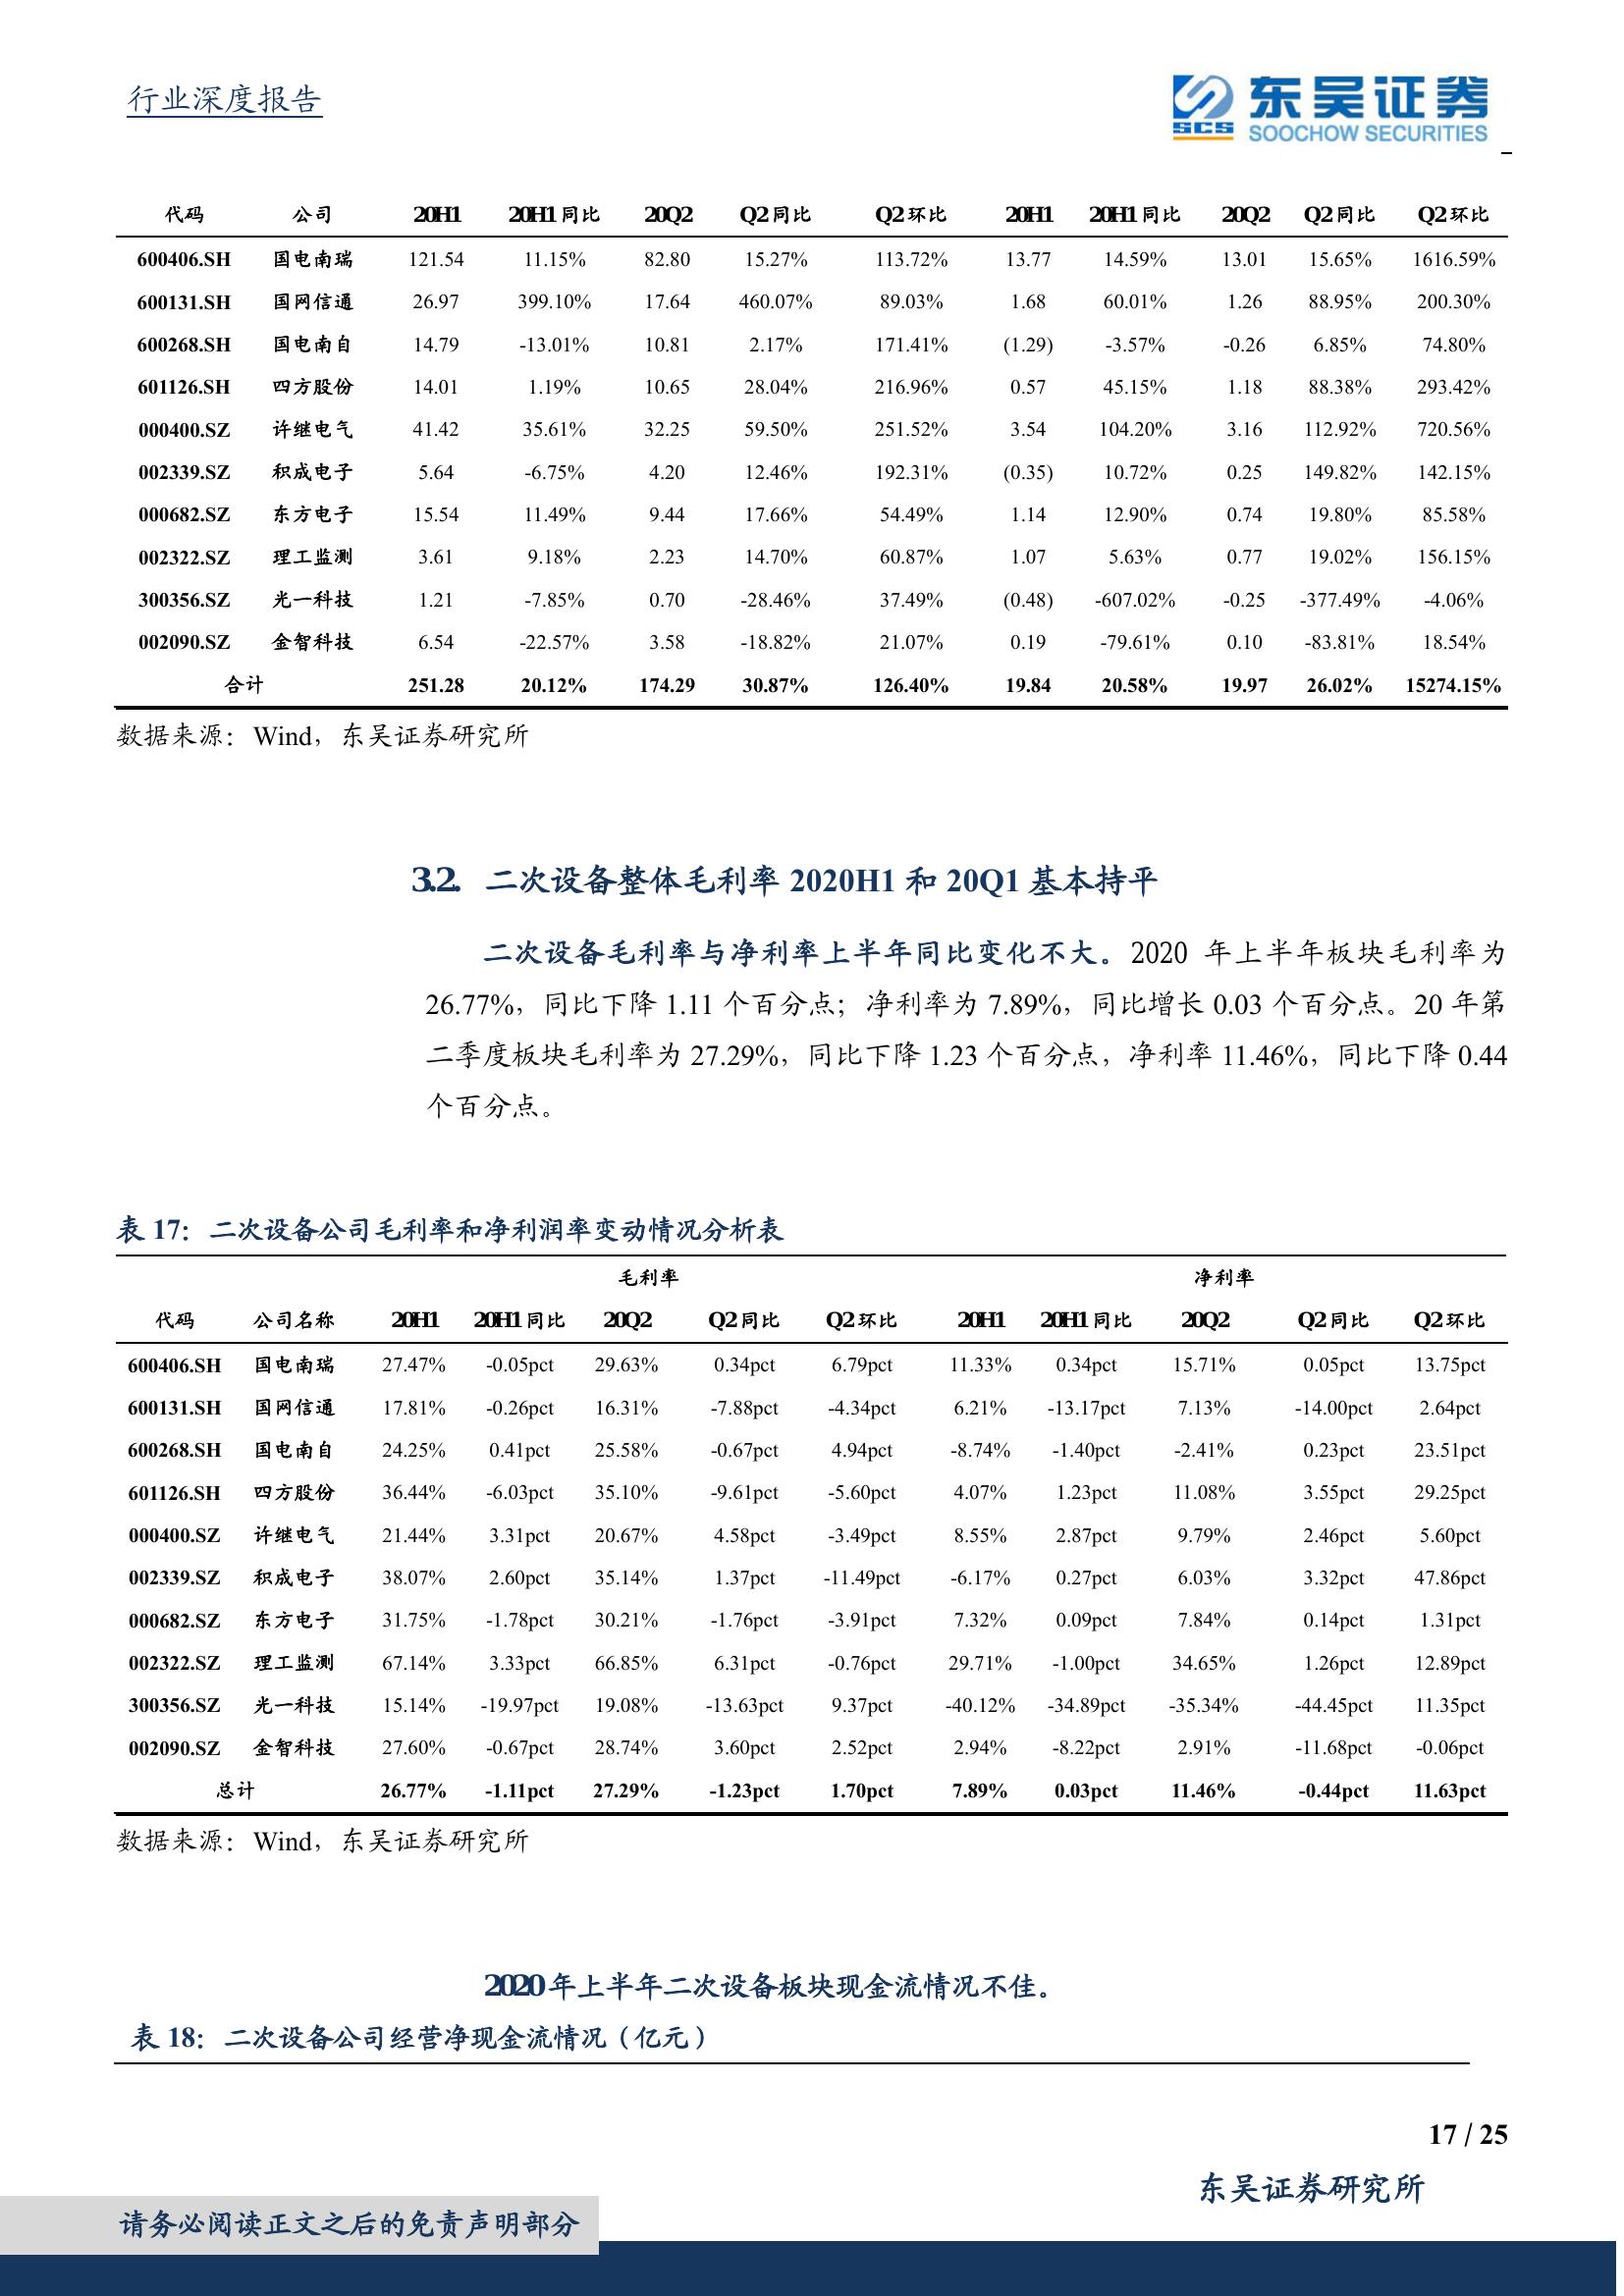 行业深度报告
SCS 东吴证券
SOOCHOW SECURITIES
代码 公司 20H1 20H1同比 20Q2 Q2同比 Q2环比 20H1 20H1同比 20Q2 Q2同比 Q2环比
600406.SH 国电南瑞 121.54 11.15% 82.80 15.27% 113.72% 13.77 14.59% 13.01 15.65% 1616.59%
600131.SH 国网信通 26.97 399.10% 17.64 460.07% 89.03% 1.68 60.01% 1.26 88.95% 200.30%
600268.SH 国电南自 14.79 -13.01% 10.81 2.17% 171.41% (1.29) -3.57% -0.26 6.85% 74.80%
601126.SH 四方股份 14.01 1.19% 10.65 28.04% 216.96% 0.57 45.15% 1.18 88.38% 293.42%
000400.SZ 许继电气 41.42 35.61% 32.25 59.50% 251.52% 3.54 104.20% 3.16 112.92% 720.56%
002339.SZ 积成电子 5.64 -6.75% 4.20 12.46% 192.31% (0.35) 10.72% 0.25 149.82% 142.15%
000682.SZ 东方电子 15.54 11.49% 9.44 17.66% 54.49% 1.14 12.90% 0.74 19.80% 85.58%
002322.SZ 理工监测 3.61 9.18% 2.23 14.70% 60.87% 1.07 5.63% 0.77 19.02% 156.15%
300356.SZ 光一科技 1.21 -7.85% 0.70 -28.46% 37.49% (0.48) -607.02% -0.25 -377.49% -4.06%
002090.SZ 金智科技 6.54 -22.57% 3.58 -18.82% 21.07% 0.19 -79.61% 0.10 -83.81% 18.54%
合计 251.28 20.12% 174.29 30.87% 126.40% 19.84 20.58% 19.97 26.02% 15274.15%
数据来源：Wind，东吴证券研究所
3.2. 二次设备整体毛利率 2020H1 和 20Q1 基本持平
二次设备毛利率与净利率上半年同比变化不大。2020 年上半年板块毛利率为
26.77%，同比下降 1.11 个百分点；净利率为 7.89%，同比增长 0.03 个百分点。20 年第
二季度板块毛利率为 27.29%，同比下降 1.23 个百分点，净利率 11.46%，同比下降 0.44
个百分点。
表 17：二次设备公司毛利率和净利润率变动情况分析表
毛利率 净利率
代码 公司名称 20H1 20H1同比 20Q2 Q2同比 Q2环比 20H1 20H1同比 20Q2 Q2同比 Q2环比
600406.SH 国电南瑞 27.47% -0.05pct 29.63% 0.34pct 6.79pct 11.33% 0.34pct 15.71% 0.05pct 13.75pct
600131.SH 国网信通 17.81% -0.26pct 16.31% -7.88pct -4.34pct 6.21% -13.17pct 7.13% -14.00pct 2.64pct
600268.SH 国电南自 24.25% 0.41pct 25.58% -0.67pct 4.94pct -8.74% -1.40pct -2.41% 0.23pct 23.51pct
601126.SH 四方股份 36.44% -6.03pct 35.10% -9.61pct -5.60pct 4.07% 1.23pct 11.08% 3.55pct 29.25pct
000400.SZ 许继电气 21.44% 3.31pct 20.67% 4.58pct -3.49pct 8.55% 2.87pct 9.79% 2.46pct 5.60pct
002339.SZ 积成电子 38.07% 2.60pct 35.14% 1.37pct -11.49pct -6.17% 0.27pct 6.03% 3.32pct 47.86pct
000682.SZ 东方电子 31.75% -1.78pct 30.21% -1.76pct -3.91pct 7.32% 0.09pct 7.84% 0.14pct 1.31pct
002322.SZ 理工监测 67.14% 3.33pct 66.85% 6.31pct -0.76pct 29.71% -1.00pct 34.65% 1.26pct 12.89pct
300356.SZ 光一科技 15.14% -19.97pct 19.08% -13.63pct 9.37pct -40.12% -34.89pct -35.34% -44.45pct 11.35pct
002090.SZ 金智科技 27.60% -0.67pct 28.74% 3.60pct 2.52pct 2.94% -8.22pct 2.91% -11.68pct -0.06pct
总计 26.77% -1.11pct 27.29% -1.23pct 1.70pct 7.89% 0.03pct 11.46% -0.44pct 11.63pct
数据来源：Wind，东吴证券研究所
2020年上半年二次设备板块现金流情况不佳。
表 18：二次设备公司经营净现金流情况（亿元）
17 / 25
东吴证券研究所
请务必阅读正文之后的免责声明部分